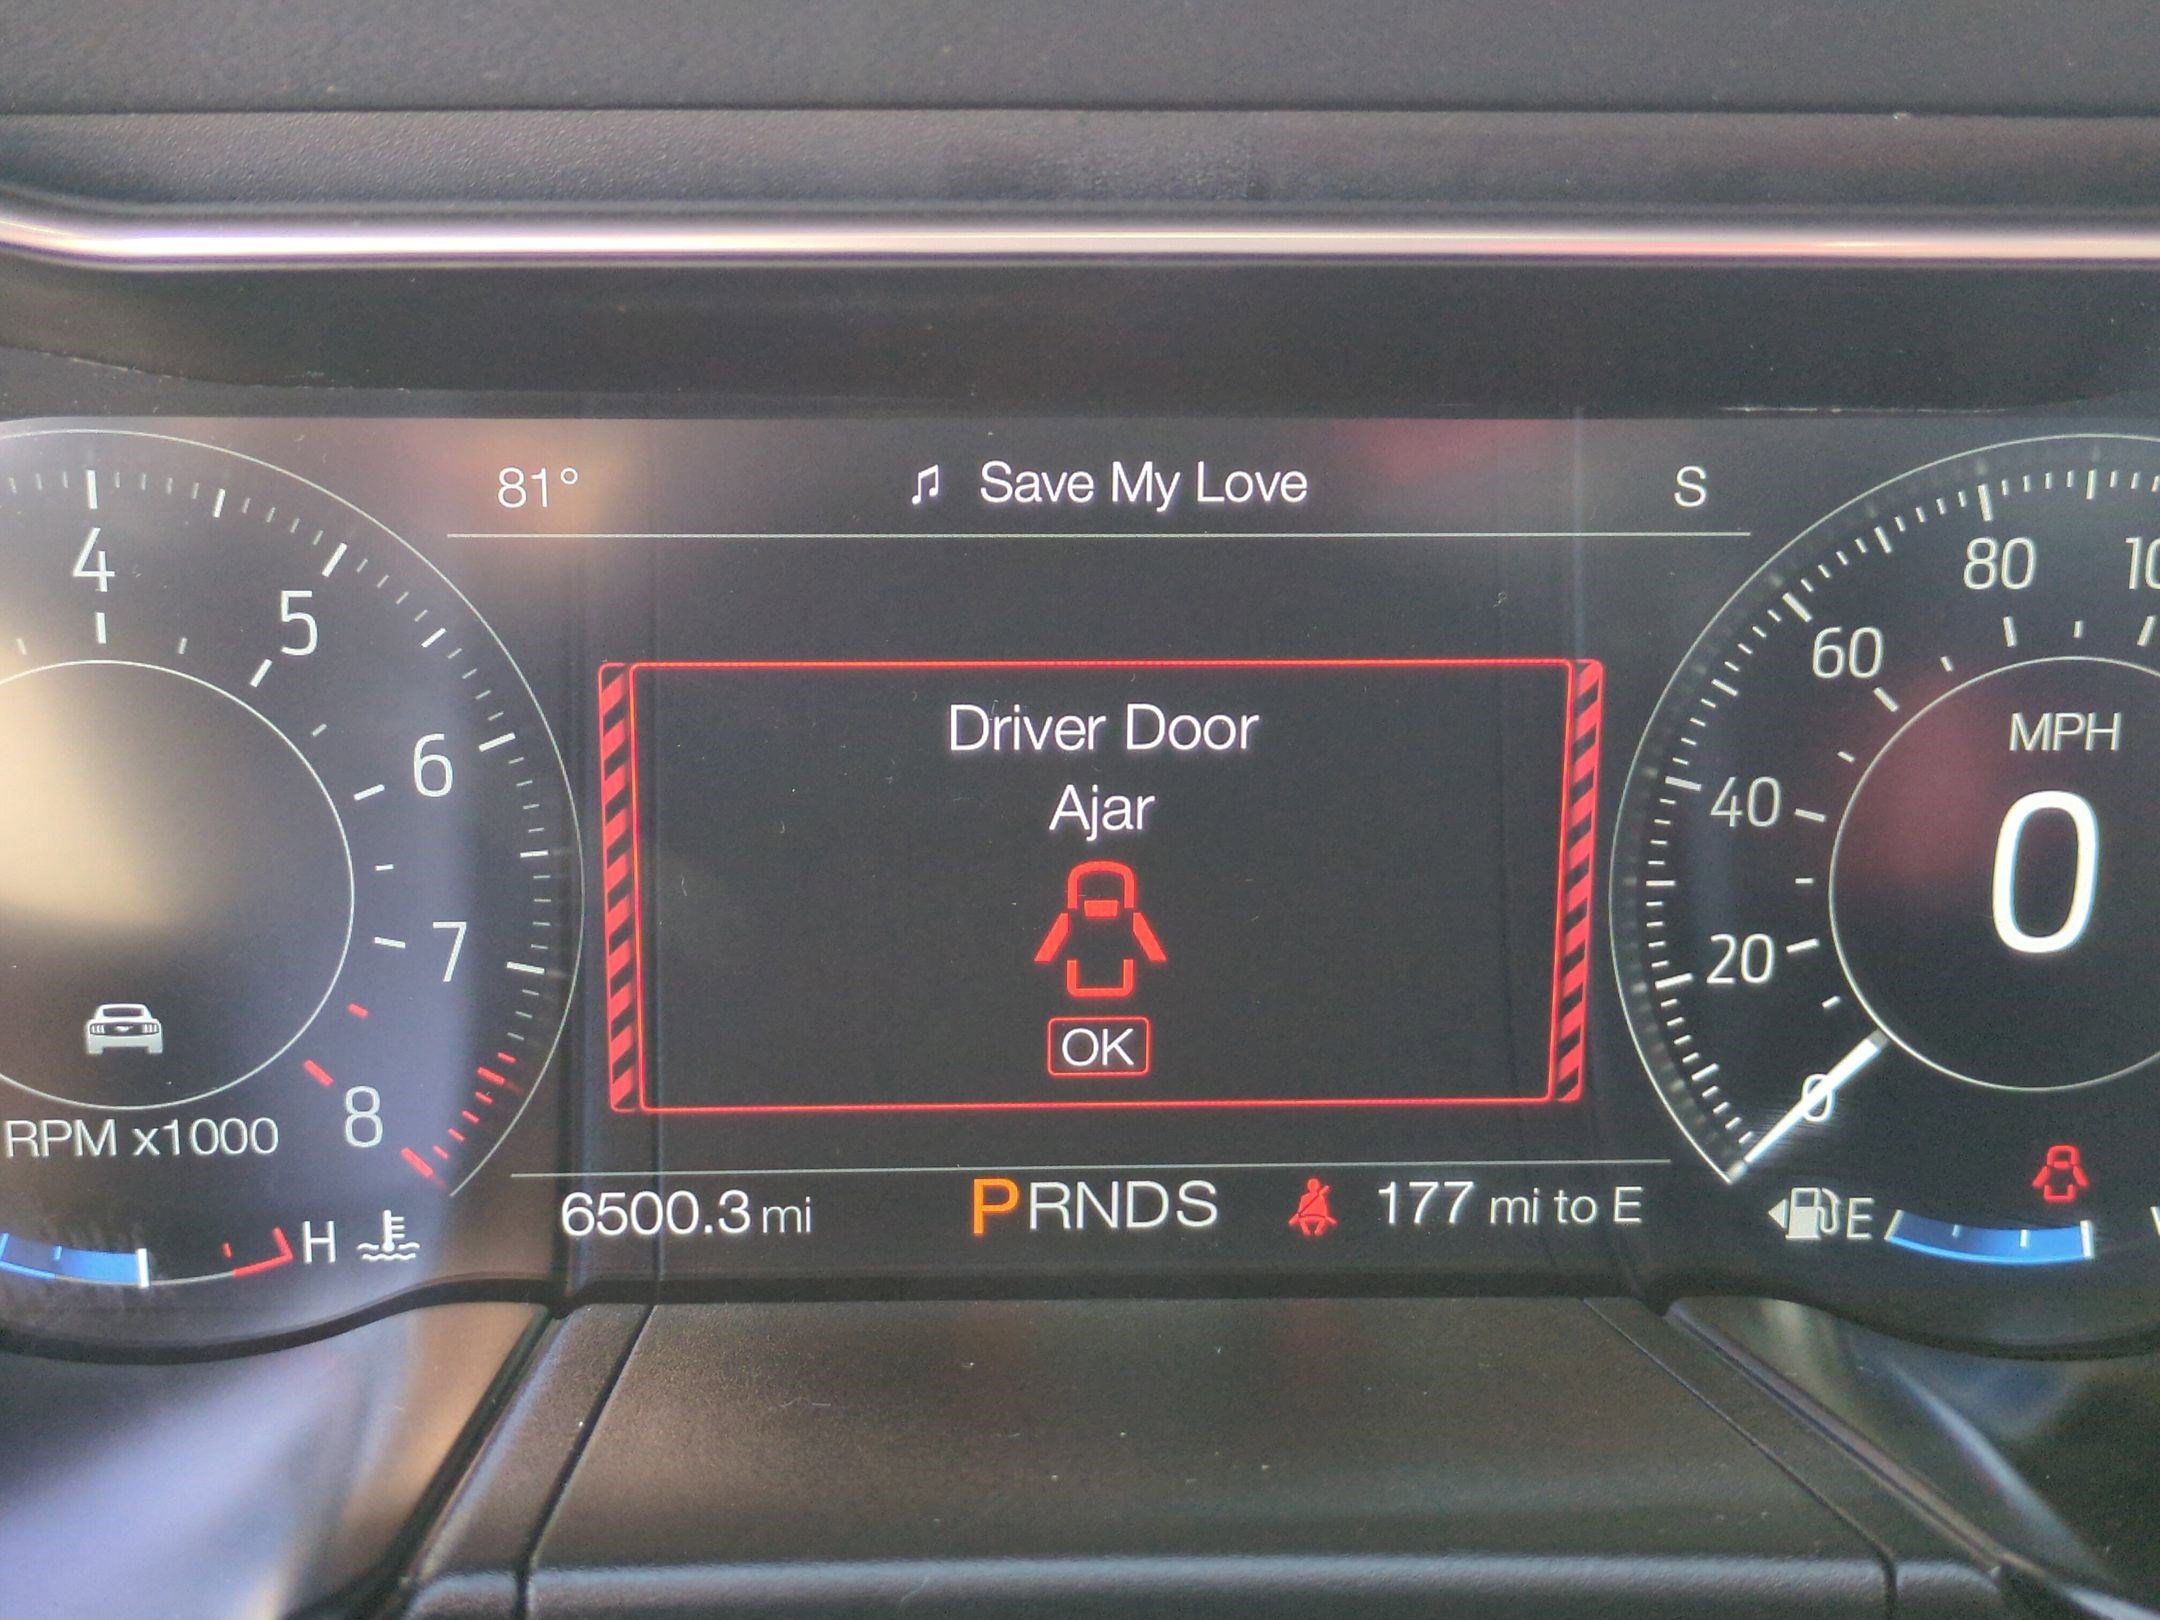 81° Save My Love S
4
5
6
7
8
RPM x1000
H
Driver Door
Ajar
OK
6500.3 mi PRNDS 177 mi to E
80
60
40
20
0
MPH
0
E